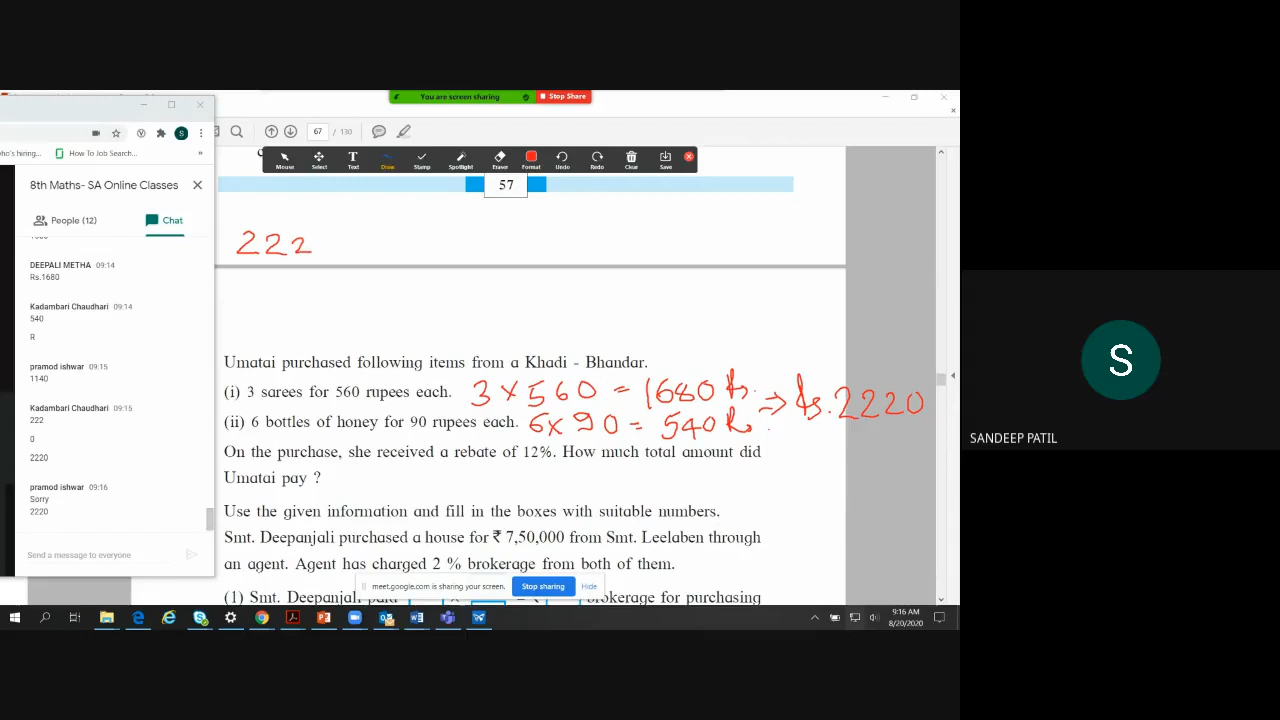 You are screen sharing
Stop Share
67 / 130
Mouse Select Text Draw Stamp Spotlight Eraser Format Undo Redo Clear Save
who's hiring... How To Job Search...
S
8th Maths- SA Online Classes
People (12)
Chat
DEEPALI METHA 09:14
Rs.1680
Kadambari Chaudhari 09:14
540
R
pramod ishwar 09:15
1140
Kadambari Chaudhari 09:15
222
0
2220
pramod ishwar 09:16
Sorry
2220
Send a message to everyone
57
222
Umatai purchased following items from a Khadi - Bhandar.
(i) 3 sarees for 560 rupees each. 3 × 560 = 1680 Rs. ⇒ Rs. 2220
(ii) 6 bottles of honey for 90 rupees each. 6 × 90 = 540 Rs.
On the purchase, she received a rebate of 12%. How much total amount did
Umatai pay ?
Use the given information and fill in the boxes with suitable numbers.
Smt. Deepanjali purchased a house for ₹ 7,50,000 from Smt. Leelaben through
an agent. Agent has charged 2 % brokerage from both of them.
meet.google.com is sharing your screen.
Stop sharing
Hide
(1) Smt. Deepanjali brokerage for purchasing
9:16 AM
8/20/2020
S
SANDEEP PATIL